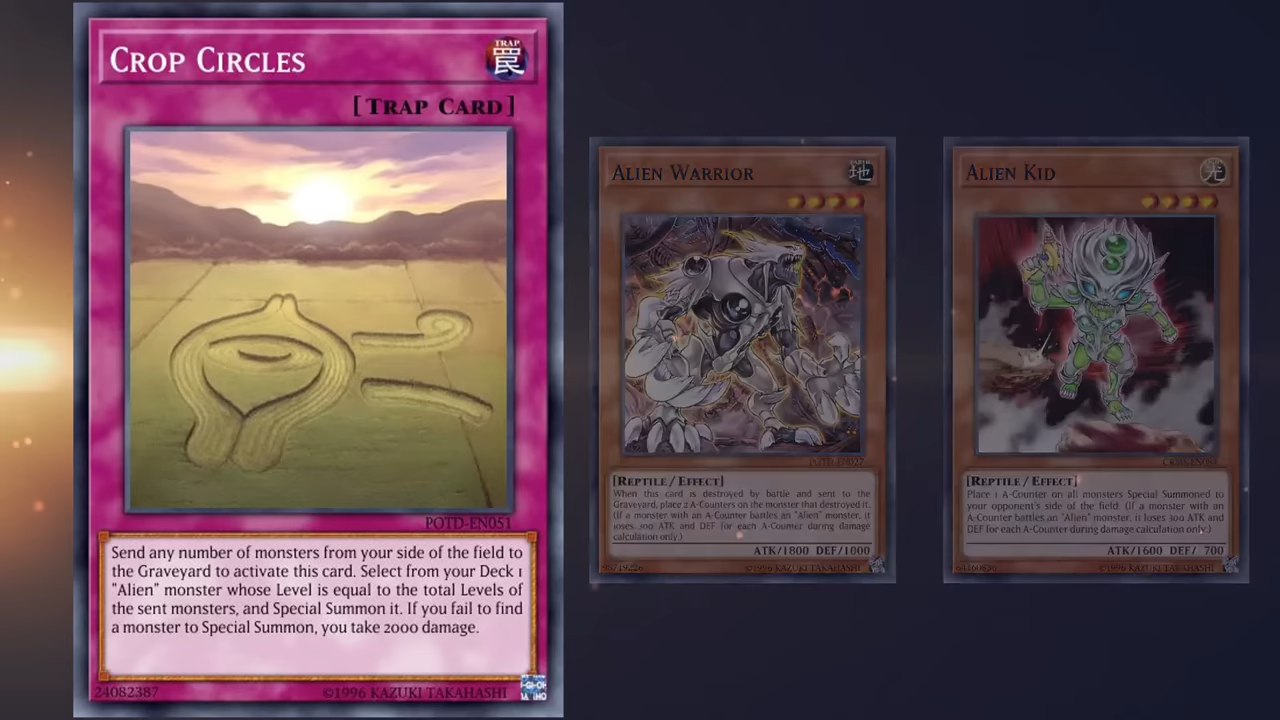 CROP CIRCLES
TRAP
罠
[TRAP CARD]
POTD-EN051
Send any number of monsters from your side of the field to
the Graveyard to activate this card. Select from your Deck 1
"Alien" monster whose Level is equal to the total Levels of
the sent monsters, and Special Summon it. If you fail to find
a monster to Special Summon, you take 2000 damage.
24082387
©1996 KAZUKI TAKAHASHI
ALIEN WARRIOR
EARTH
地
POTD-EN027
[REPTILE / EFFECT]
When this card is destroyed by battle and sent to the
Graveyard, place 2 A-Counters on the monster that destroyed it.
(If a monster with an A-Counter battles an "Alien" monster, it
loses 300 ATK and DEF for each A-Counter during damage
calculation only.)
ATK/1800 DEF/1000
©1996 KAZUKI TAKAHASHI
ALIEN KID
光
[REPTILE / EFFECT]
Place 1 A-Counter on all monsters Special Summoned to
your opponent's side of the field. (If a monster with an
A-Counter battles an "Alien" monster, it loses 300 ATK and
DEF for each A-Counter during damage calculation only.)
ATK/1600 DEF/ 700
©1996 KAZUKI TAKAHASHI